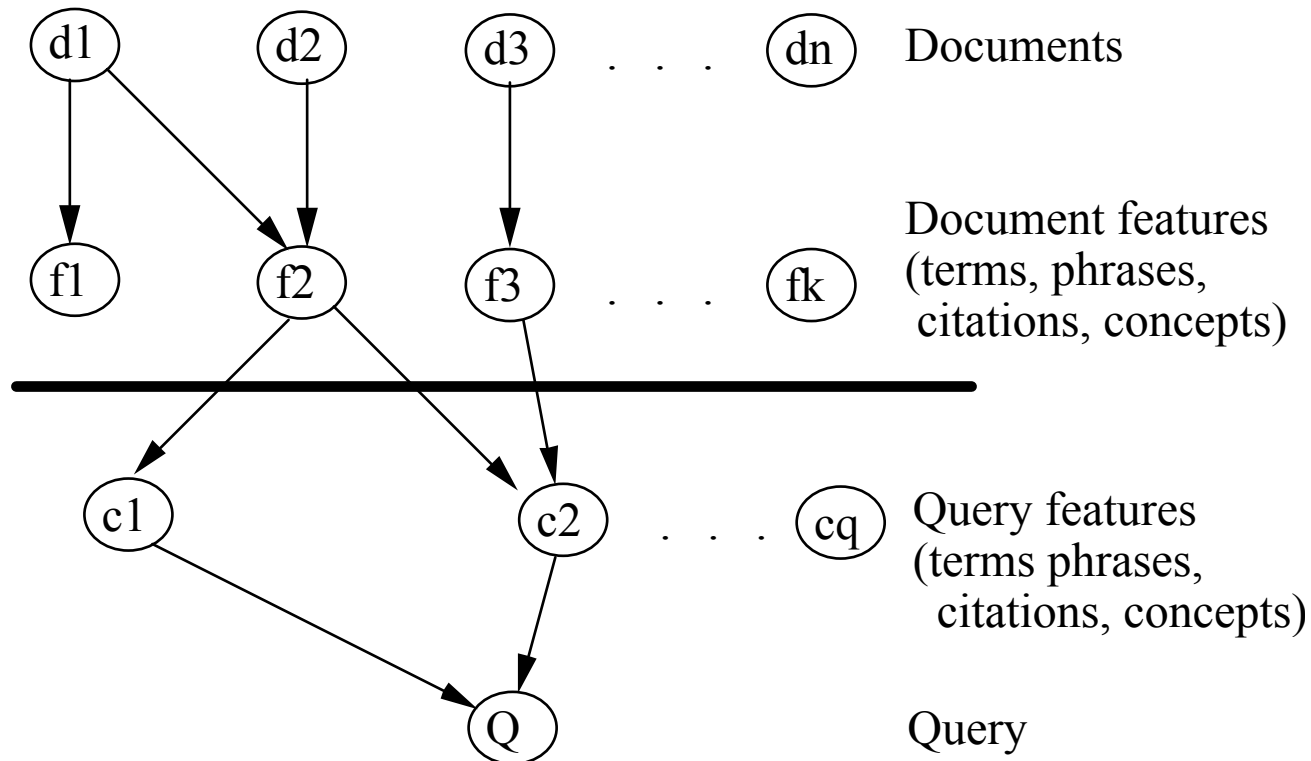 d1 d2 d3 . . . dn Documents
Document features
(terms, phrases,
citations, concepts)
f1 f2 f3 . . . fk
c1 c2 . . . cq Query features
(terms phrases,
citations, concepts)
Q Query